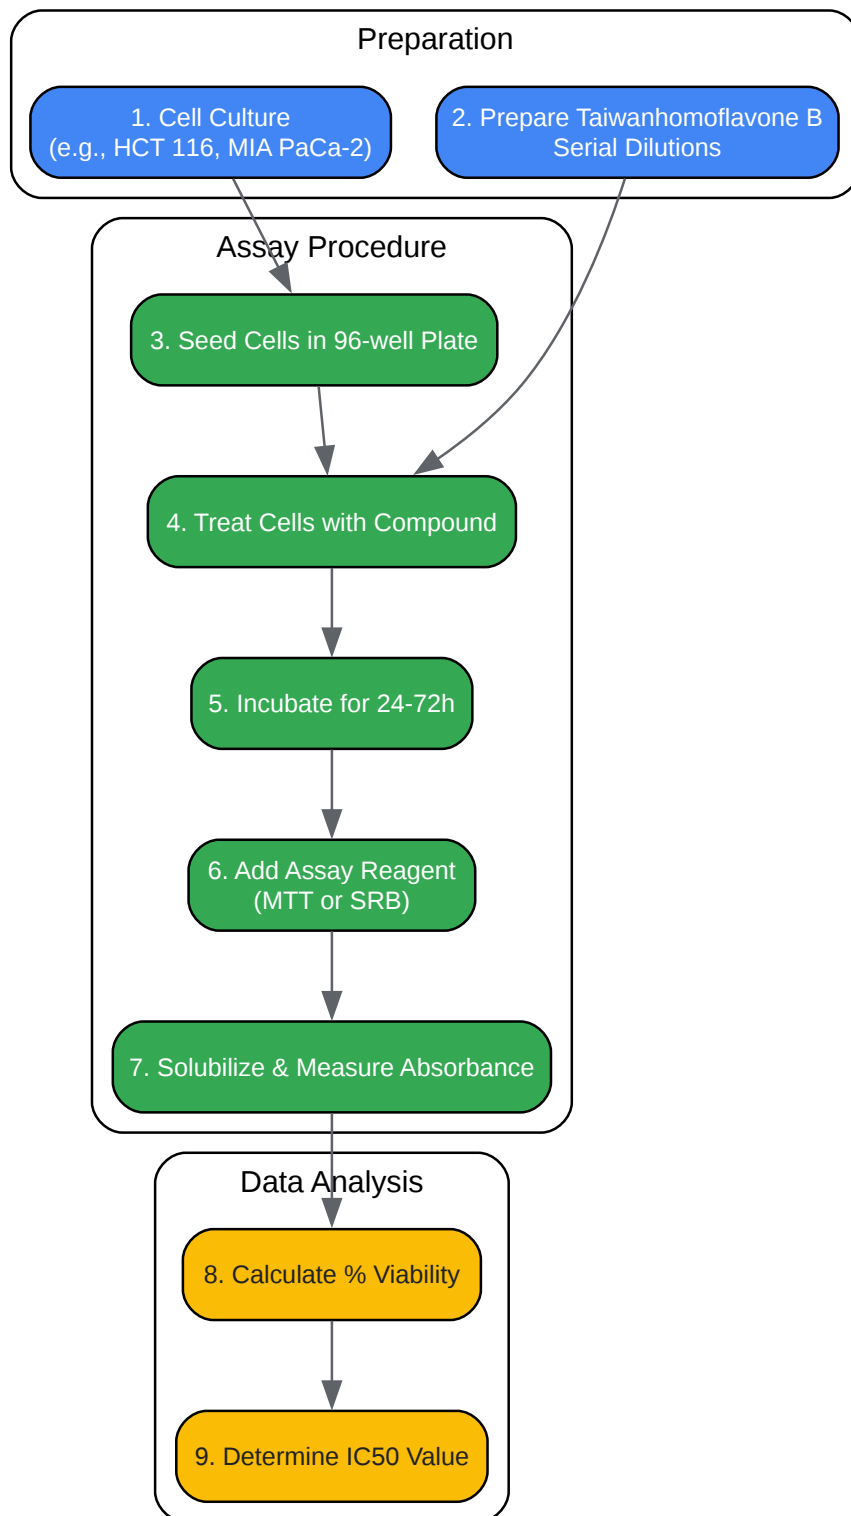 Preparation
1. Cell Culture
(e.g., HCT 116, MIA PaCa-2)
2. Prepare Taiwanhomoflavone B
Serial Dilutions
Assay Procedure
3. Seed Cells in 96-well Plate
4. Treat Cells with Compound
5. Incubate for 24-72h
6. Add Assay Reagent
(MTT or SRB)
7. Solubilize & Measure Absorbance
Data Analysis
8. Calculate % Viability
9. Determine IC50 Value